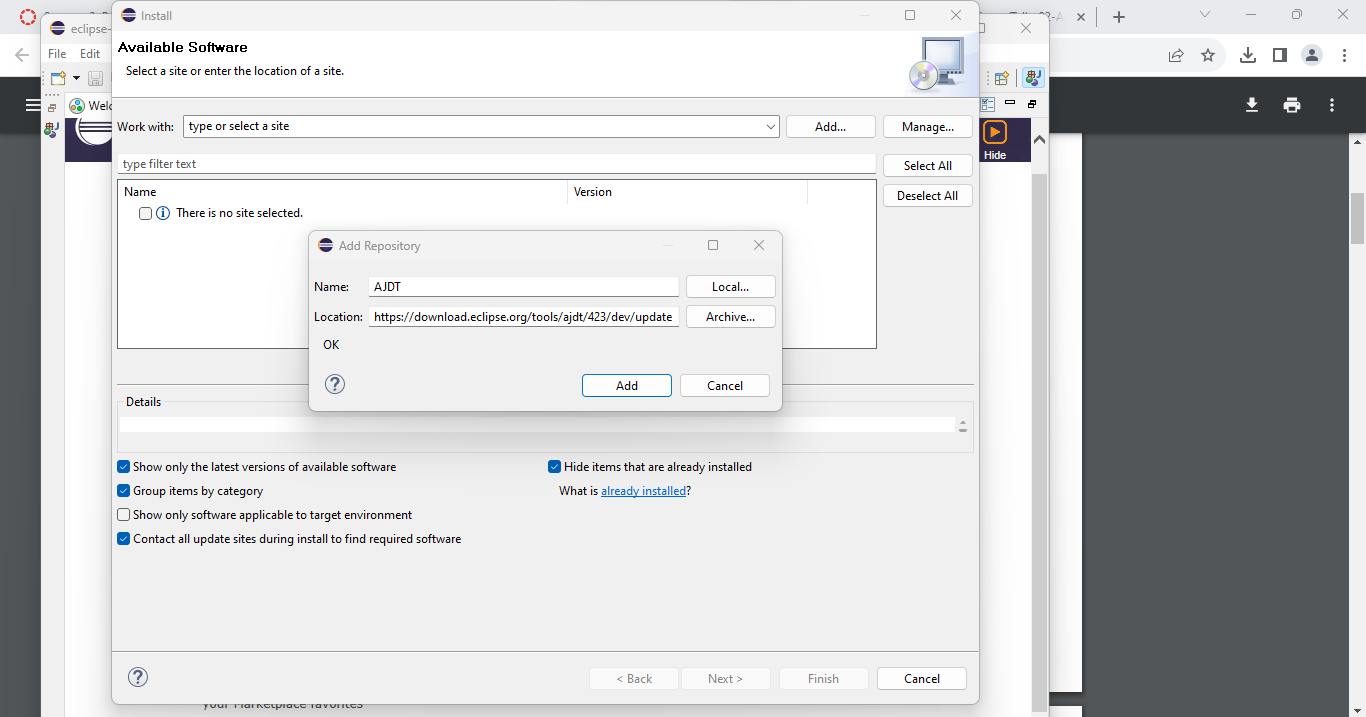 Install
eclipse-
File Edit
Available Software
Select a site or enter the location of a site.
Welc
Work with: type or select a site Add... Manage...
Hide
type filter text
Select All
Name Version
Deselect All
There is no site selected.
Add Repository
Name: AJDT Local...
Location: https://download.eclipse.org/tools/ajdt/423/dev/update Archive...
OK
Add Cancel
Details
Show only the latest versions of available software
Hide items that are already installed
Group items by category
What is already installed?
Show only software applicable to target environment
Contact all update sites during install to find required software
< Back Next > Finish Cancel
your Marketplace favorites